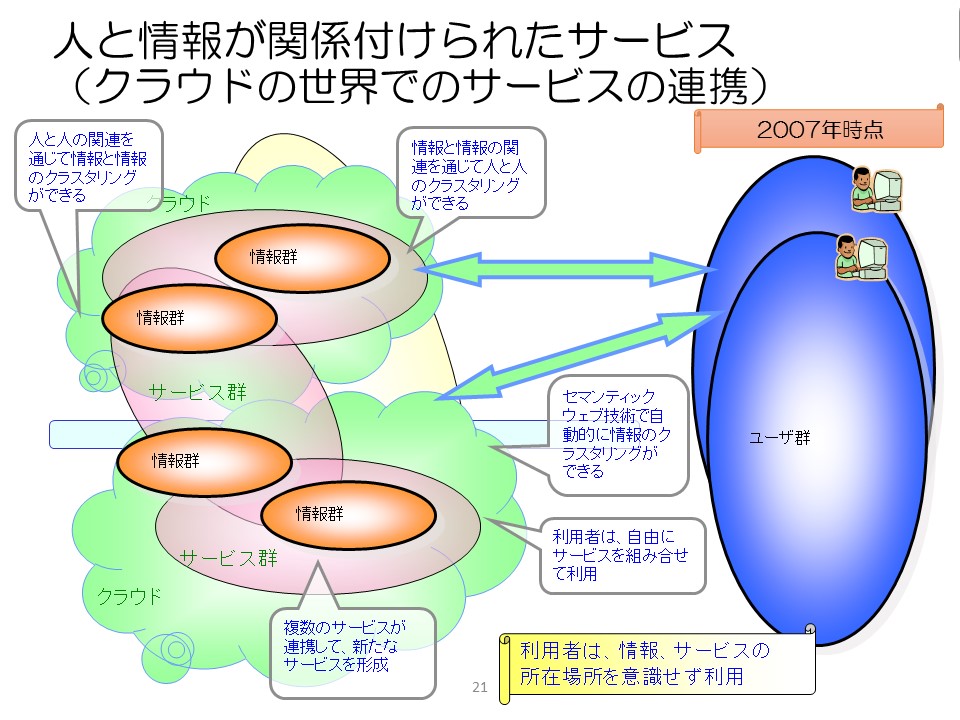 人と情報が関係付けられたサービス
（クラウドの世界でのサービスの連携）
2007年時点
人と人の関連を
通じて情報と情報
のクラスタリング
ができる
情報と情報の関
連を通じて人と人
のクラスタリング
ができる
クラウド
情報群
情報群
サービス群
セマンティック
ウェブ技術で自
動的に情報のク
ラスタリングが
できる
ユーザ群
情報群
情報群
利用者は、自由に
サービスを組み合せ
て利用
サービス群
クラウド
複数のサービスが
連携して、新たな
サービスを形成
利用者は、情報、サービスの
所在場所を意識せず利用
21